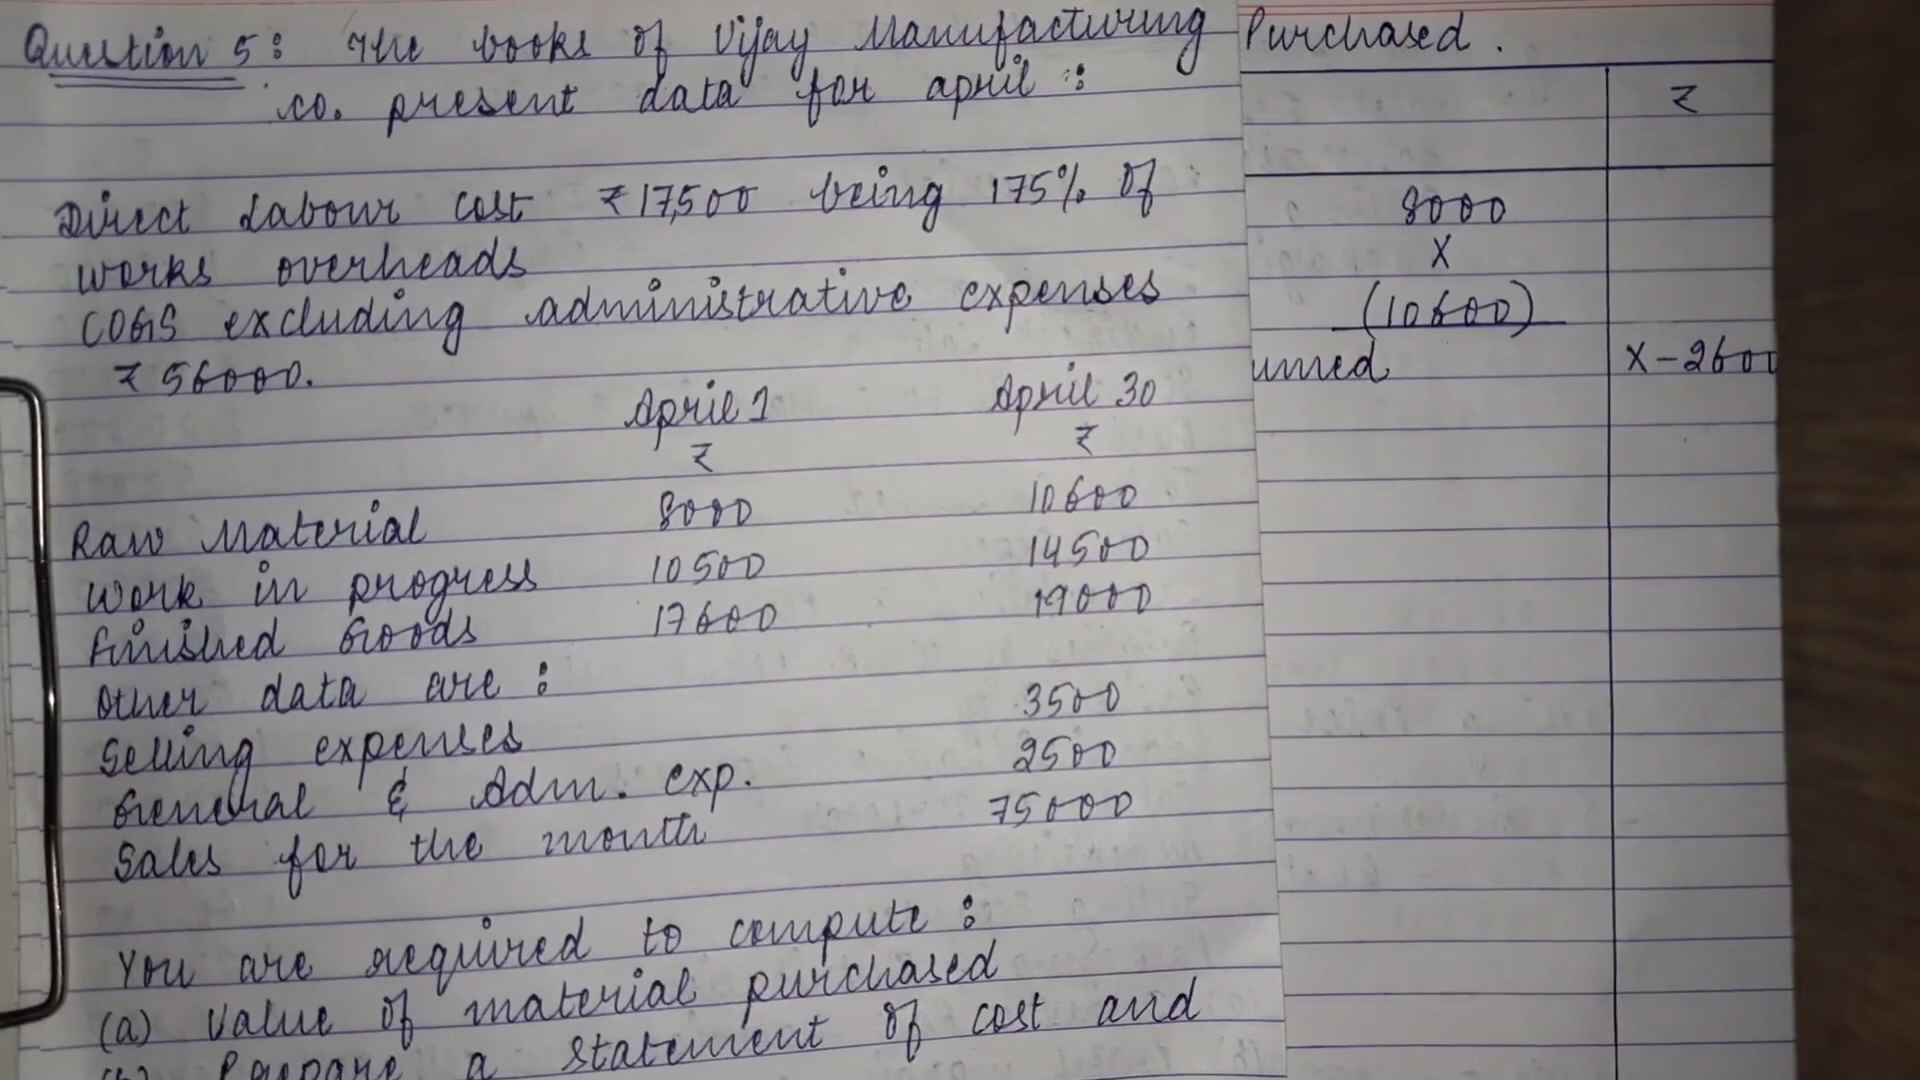 Question 5: The books of Vijay Manufacturing
co. present data for april :
Direct Labour cost ₹17,500 being 175% of
works overheads
COGS excluding administrative expenses
₹ 56000.
April 1 April 30
₹ ₹
Raw Material 8000 10600
Work in progress 10500 14500
Finished Goods 17600 19000
Other data are :
Selling expenses 3500
General & Adm. exp. 2500
Sales for the month 75000
You are required to compute :
(a) Value of material purchased
(b) Prepare a statement of cost and
Purchased.
₹
8000
X
(10600)
umed X-2600